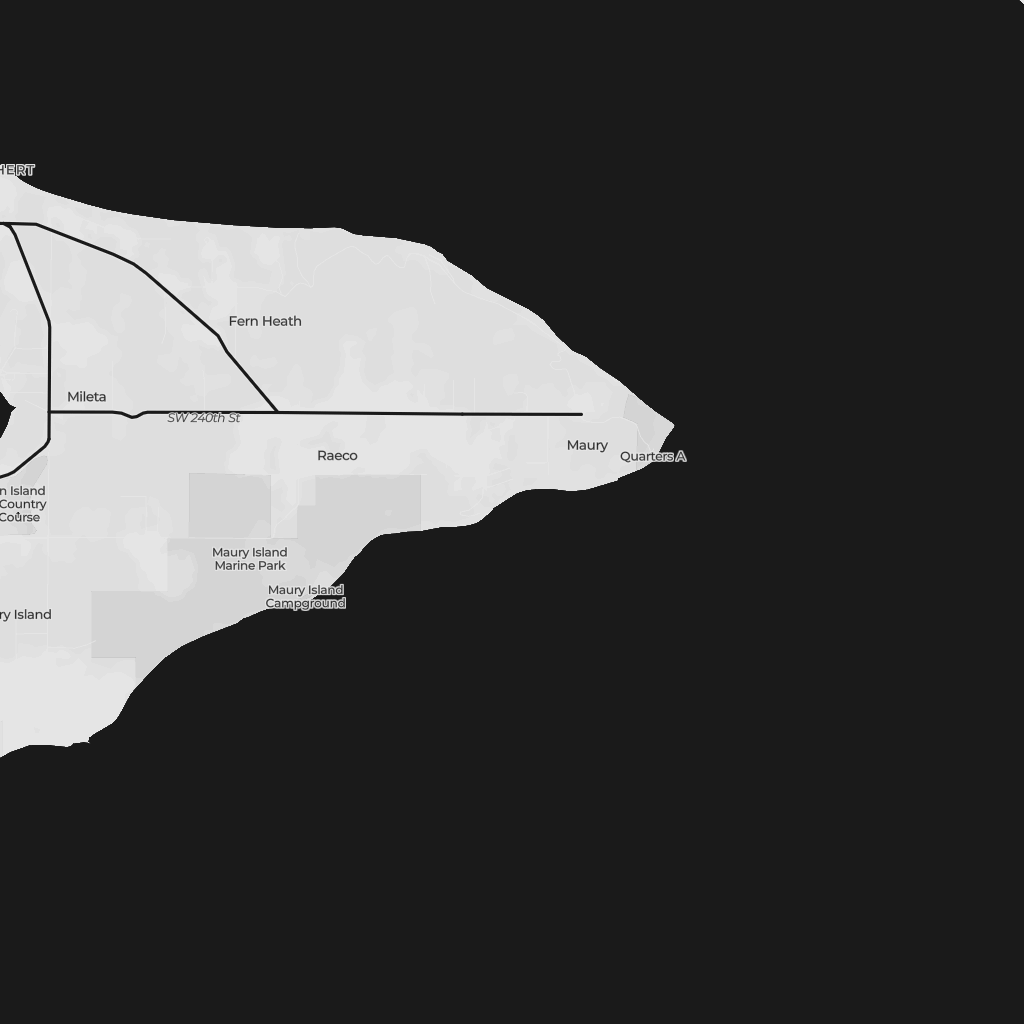 HERT
Fern Heath
Mileta
SW 240th St
Maury
Raeco
Quarters A
n Island
Country
Course
Maury Island
Marine Park
Maury Island
Campground
ry Island